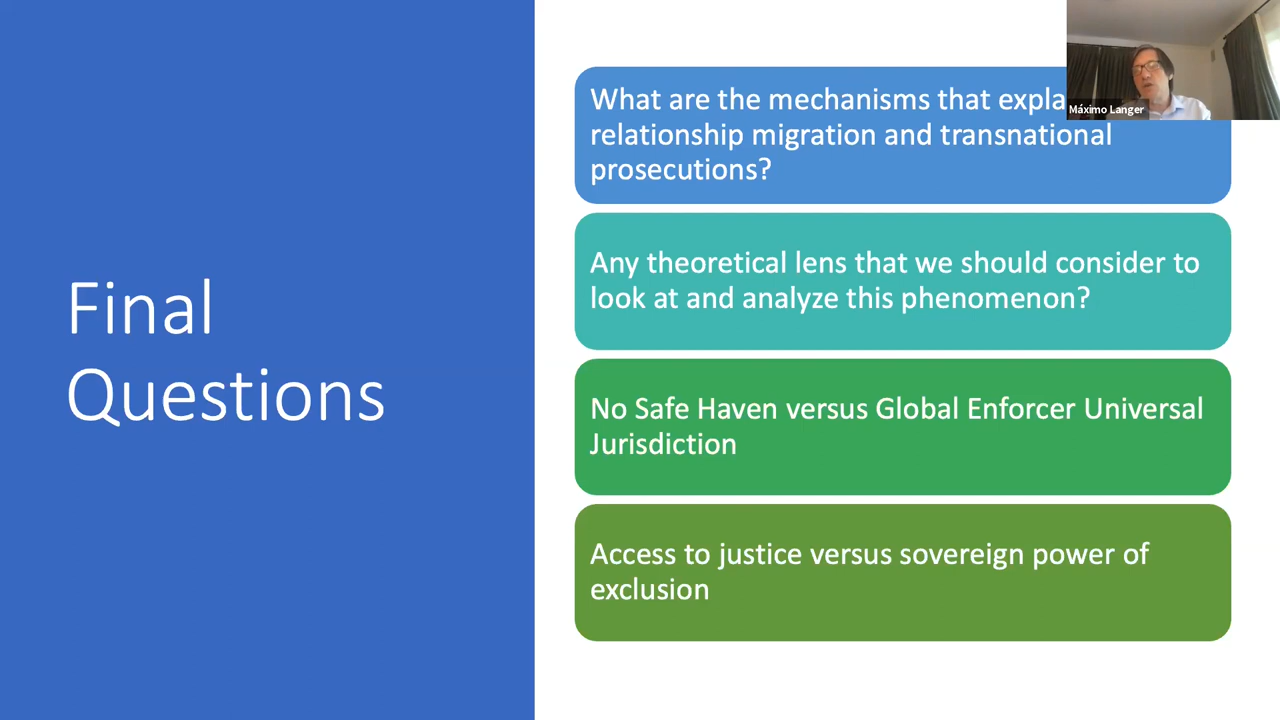 Final
Questions
What are the mechanisms that
relationship migration and transnational
prosecutions?
Any theoretical lens that we should consider to
look at and analyze this phenomenon?
No Safe Haven versus Global Enforcer Universal
Jurisdiction
Access to justice versus sovereign power of
exclusion
Máximo Langer